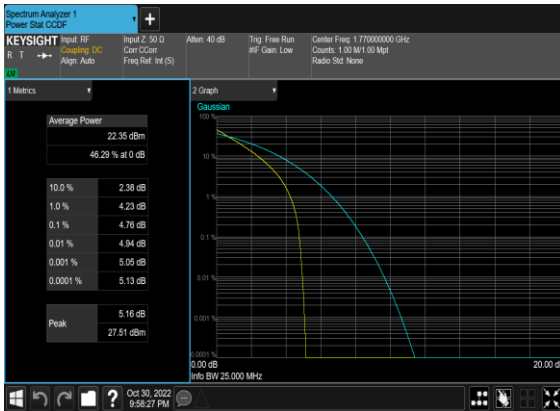 Spectrum Analyzer 1
Power Stat CCDF
KEYSIGHT
R T
LXI
Input: RF
Coupling: DC
Align: Auto
Input Z: 50 Ω
Corr CCorr
Freq Ref: Int (S)
Atten: 40 dB
Trig: Free Run
#IF Gain: Low
Center Freq: 1.770000000 GHz
Counts: 1.00 M/1.00 Mpt
Radio Std: None
1 Metrics
Average Power
22.35 dBm
46.29 % at 0 dB
10.0 % 2.38 dB
1.0 % 4.23 dB
0.1 % 4.76 dB
0.01 % 4.94 dB
0.001 % 5.05 dB
0.0001 % 5.13 dB
Peak
5.16 dB
27.51 dBm
2 Graph
Gaussian
100 %
10 %
1 %
0.1 %
0.01 %
0.001 %
0.0001 %
0.00 dB
20.00 dB
Info BW 25.000 MHz
Oct 30, 2022
9:58:27 PM